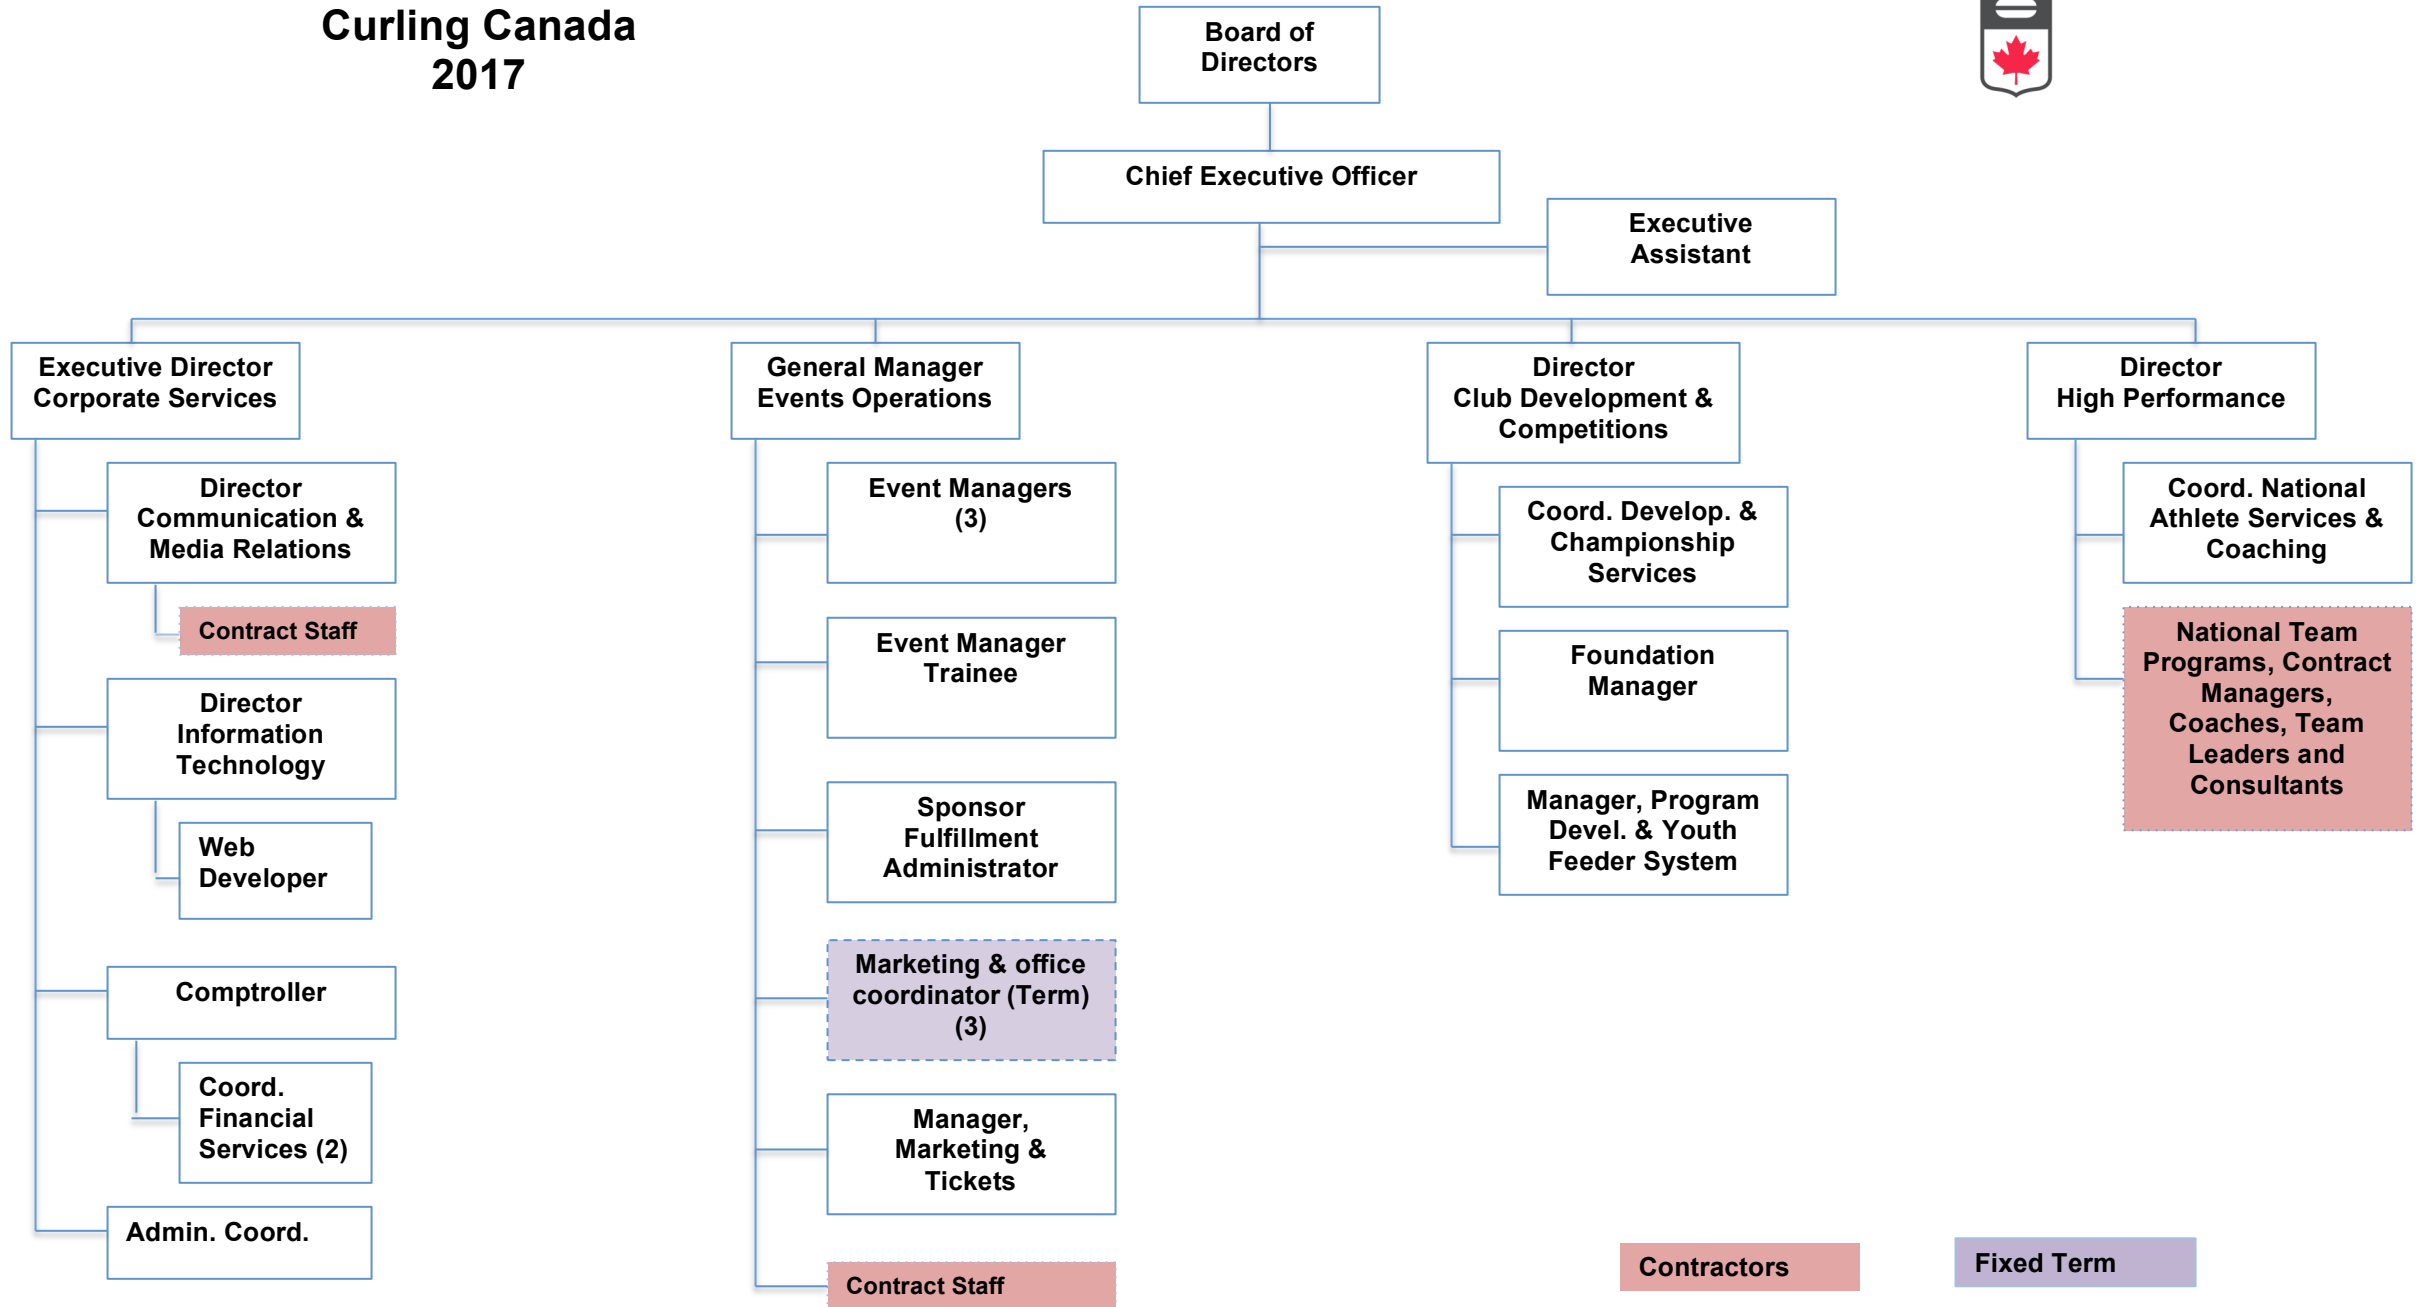 Curling Canada
2017
Board of
Directors
Chief Executive Officer
Executive
Assistant
Executive Director
Corporate Services
Director
Communication &
Media Relations
Contract Staff
Director
Information
Technology
Web
Developer
Comptroller
Coord.
Financial
Services (2)
Admin. Coord.
General Manager
Events Operations
Event Managers
(3)
Event Manager
Trainee
Sponsor
Fulfillment
Administrator
Marketing & office
coordinator (Term)
(3)
Manager,
Marketing &
Tickets
Contract Staff
Director
Club Development &
Competitions
Coord. Develop. &
Championship
Services
Foundation
Manager
Manager, Program
Devel. & Youth
Feeder System
Director
High Performance
Coord. National
Athlete Services &
Coaching
National Team
Programs, Contract
Managers,
Coaches, Team
Leaders and
Consultants
Contractors
Fixed Term